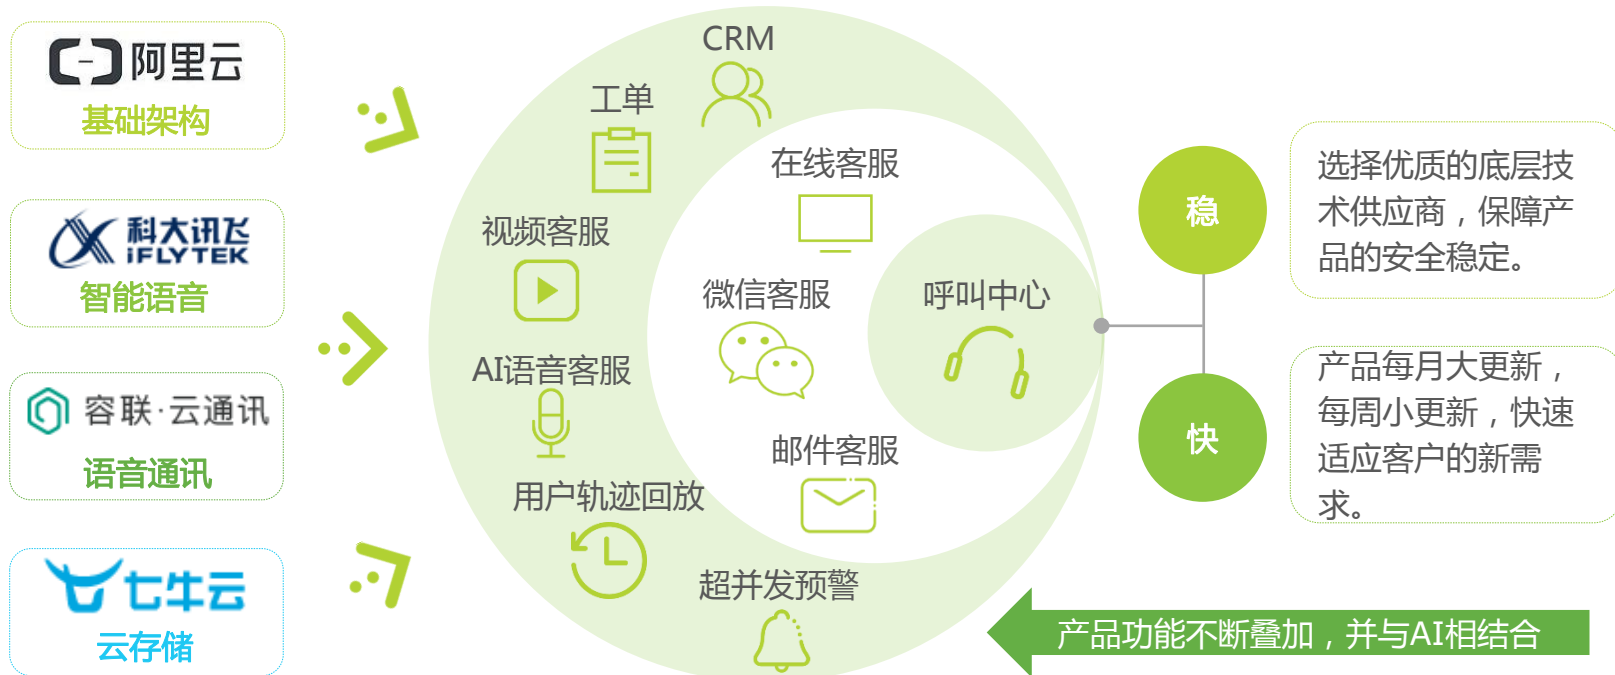 阿里云
基础架构
科大讯飞
iFLYTEK
智能语音
容联·云通讯
语音通讯
七牛云
云存储
CRM
工单
视频客服
AI语音客服
用户轨迹回放
超并发预警
在线客服
微信客服
邮件客服
呼叫中心
稳
选择优质的底层技
术供应商，保障产
品的安全稳定。
快
产品每月大更新，
每周小更新，快速
适应客户的新需
求。
产品功能不断叠加，并与AI相结合